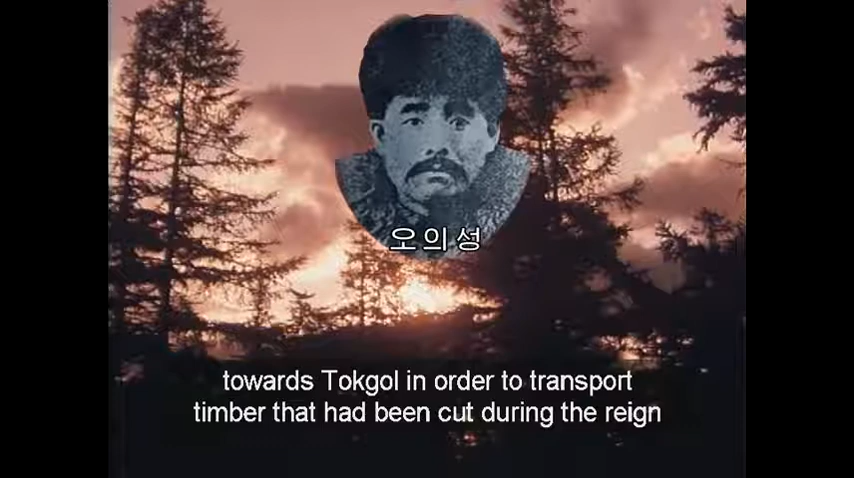 오의성
towards Tokgol in order to transport
timber that had been cut during the reign